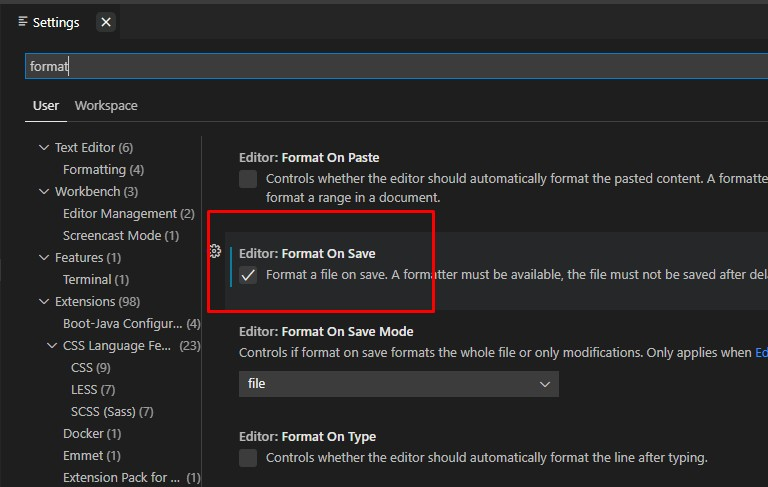 Settings
format
User Workspace
Text Editor (6)
Formatting (4)
Workbench (3)
Editor Management (2)
Screencast Mode (1)
Features (1)
Terminal (1)
Extensions (98)
Boot-Java Configur... (4)
CSS Language Fe... (23)
CSS (9)
LESS (7)
SCSS (Sass) (7)
Docker (1)
Emmet (1)
Extension Pack for ... (1)
Editor: Format On Paste
Controls whether the editor should automatically format the pasted content. A formatte
format a range in a document.
Editor: Format On Save
Format a file on save. A formatter must be available, the file must not be saved after dela
Editor: Format On Save Mode
Controls if format on save formats the whole file or only modifications. Only applies when Ed
file
Editor: Format On Type
Controls whether the editor should automatically format the line after typing.